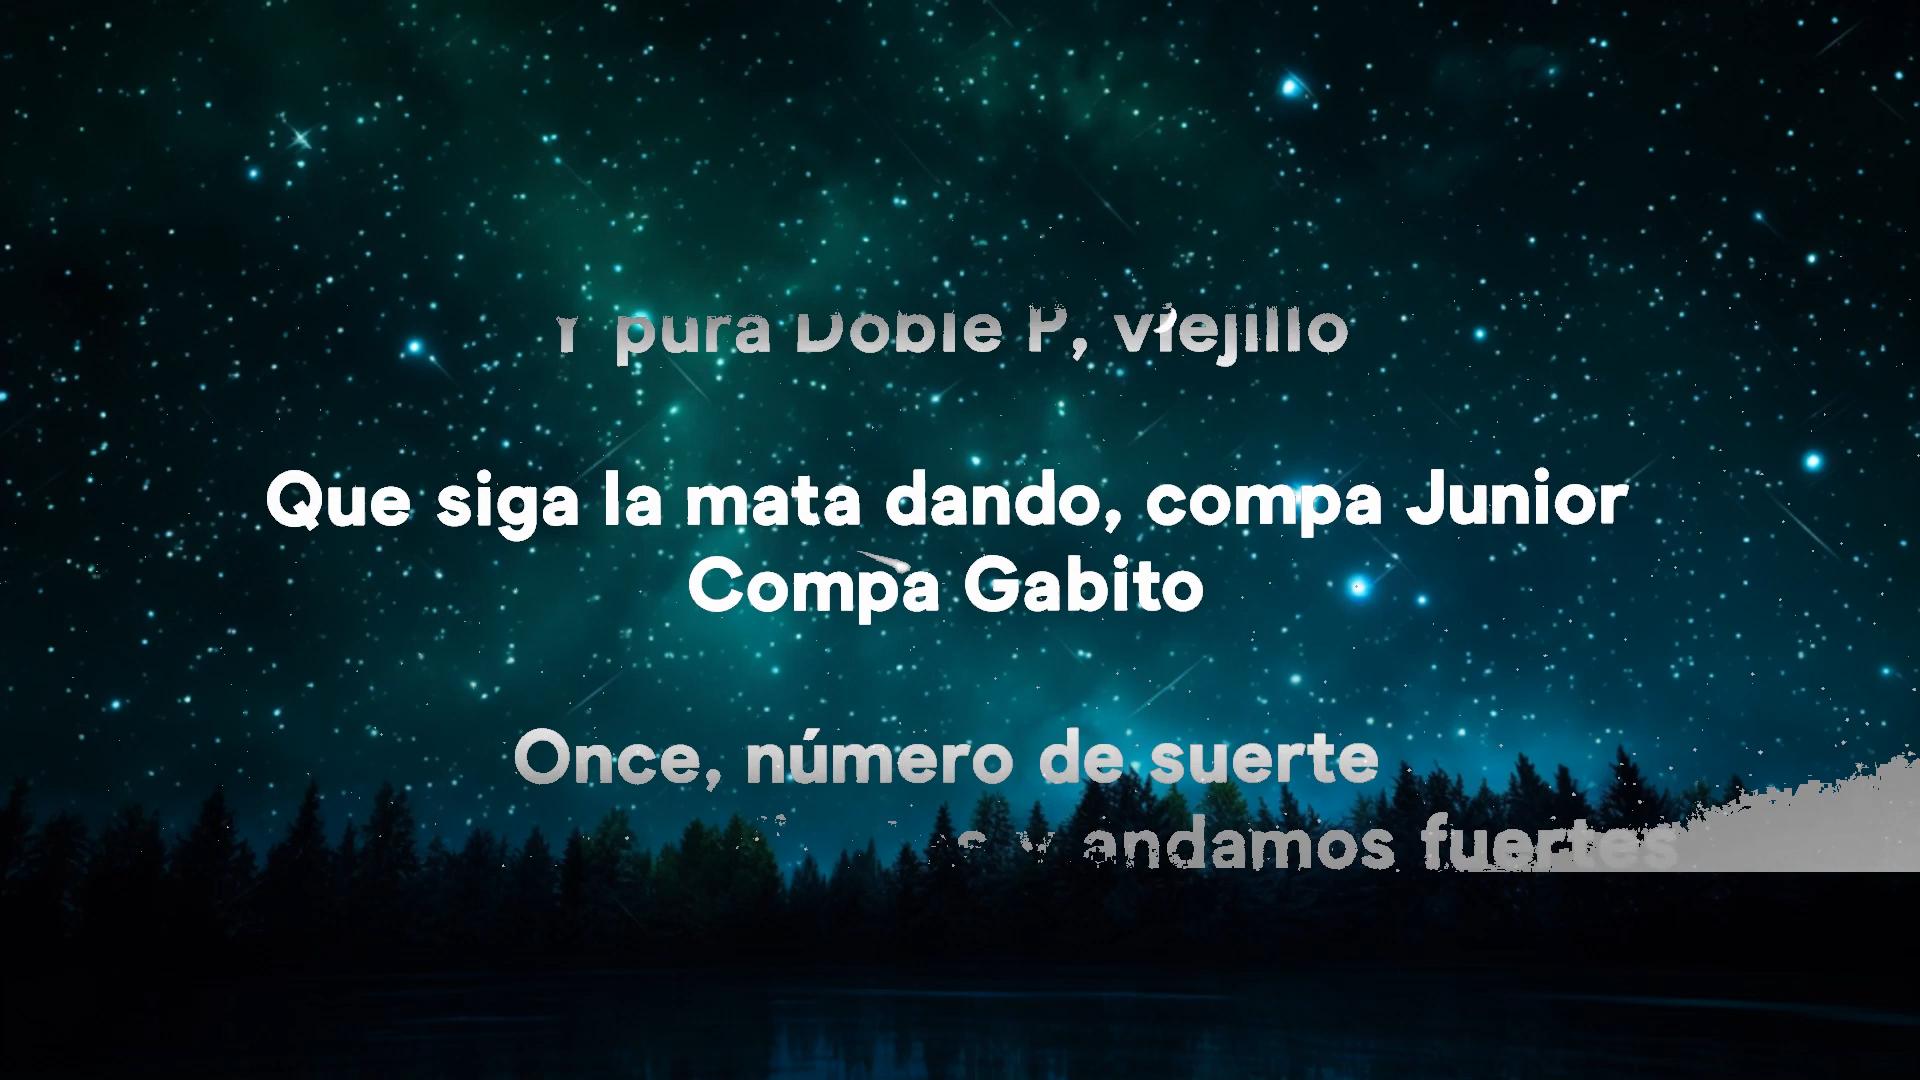 Y pura Doble P, viejillo
Que siga la mata dando, compa Junior
Compa Gabito
Once, número de suerte
y andamos fuertes